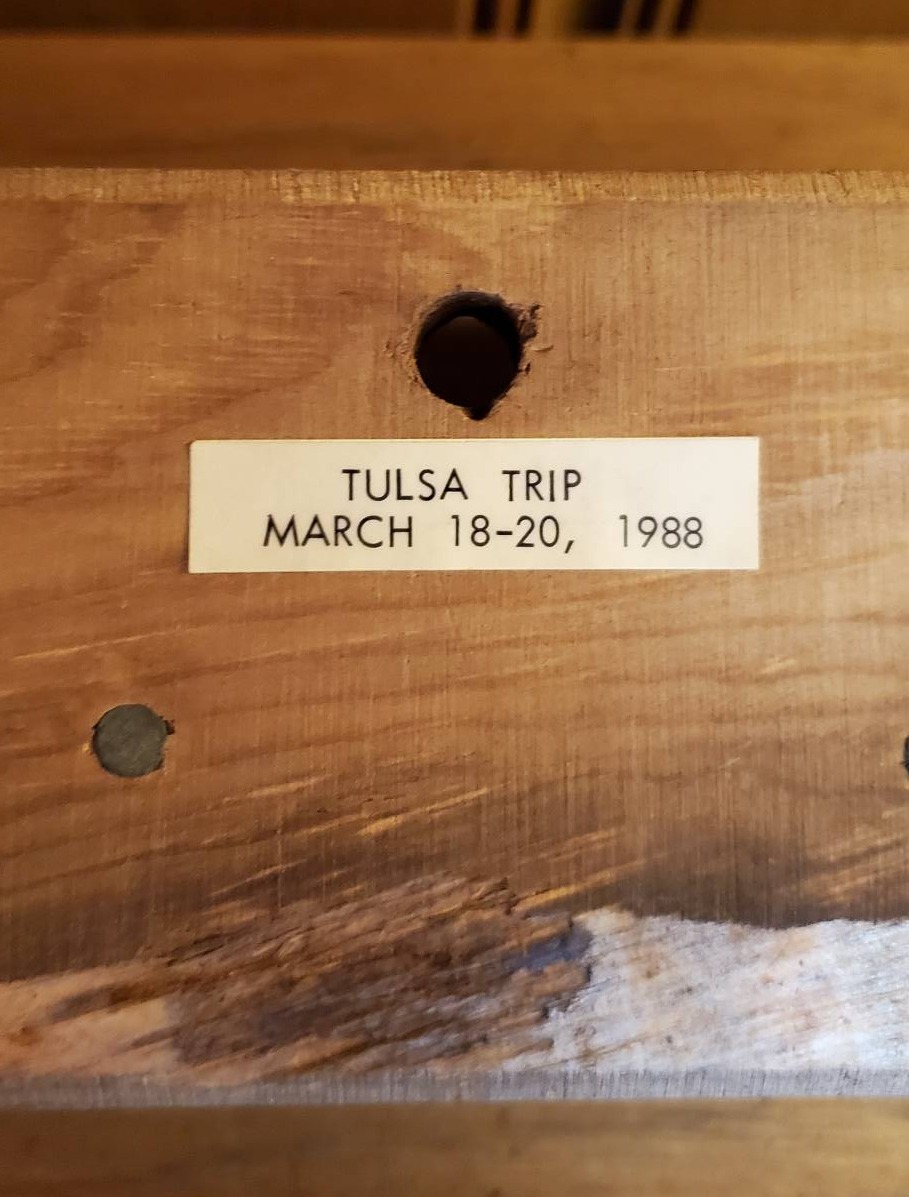 TULSA TRIP
MARCH 18-20, 1988